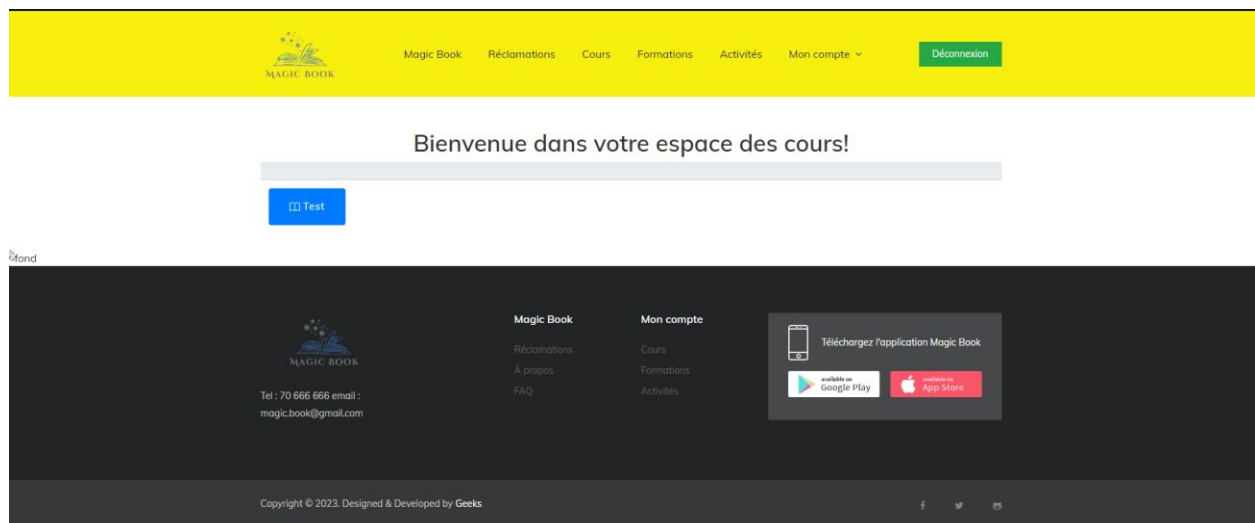 MAGIC BOOK
Magic Book Réclamations Cours Formations Activités Mon compte
Déconnexion
Bienvenue dans votre espace des cours!
Test
fond
MAGIC BOOK
Tel : 70 666 666 email :
magic.book@gmail.com
Magic Book
Réclamations
À propos
FAQ
Mon compte
Cours
Formations
Activités
Téléchargez l'application Magic Book
available on
Google Play
available on
App Store
Copyright © 2023. Designed & Developed by Geeks